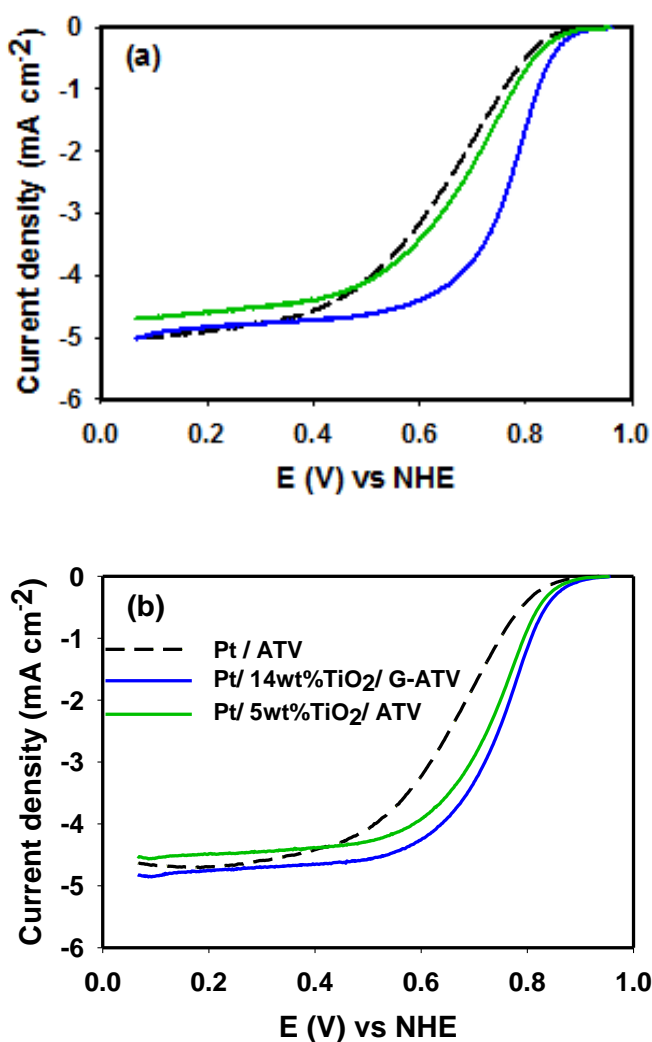 (a)
0
-1
-2
-3
-4
-5
-6
Current density (mA cm-2)
0.0 0.2 0.4 0.6 0.8 1.0
E (V) vs NHE
(b)
Pt / ATV
Pt/ 14wt%TiO2/ G-ATV
Pt/ 5wt%TiO2/ ATV
0
-1
-2
-3
-4
-5
-6
Current density (mA cm-2)
0.0 0.2 0.4 0.6 0.8 1.0
E (V) vs NHE